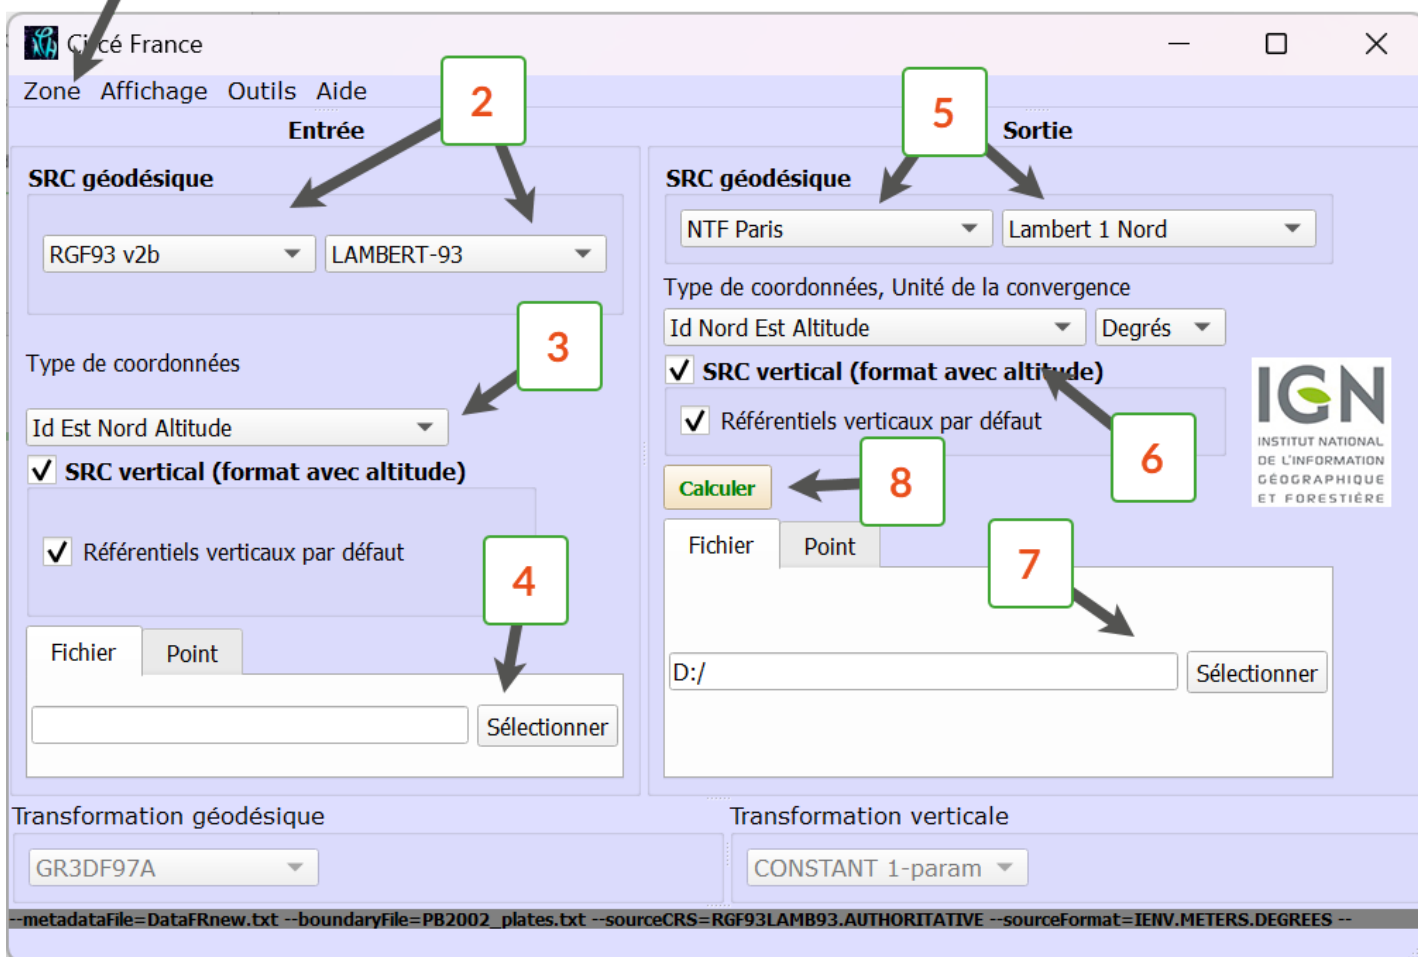 Circé France
Zone Affichage Outils Aide
2
5
Entrée
Sortie
SRC géodésique
RGF93 v2b
LAMBERT-93
3
Type de coordonnées
Id Est Nord Altitude
SRC vertical (format avec altitude)
Référentiels verticaux par défaut
4
Fichier
Point
Sélectionner
SRC géodésique
NTF Paris
Lambert 1 Nord
Type de coordonnées, Unité de la convergence
Id Nord Est Altitude
Degrés
SRC vertical (format avec altitude)
Référentiels verticaux par défaut
6
Calculer
8
Fichier
Point
7
D:/
Sélectionner
IGN
INSTITUT NATIONAL
DE L'INFORMATION
GÉOGRAPHIQUE
ET FORESTIÈRE
Transformation géodésique
GR3DF97A
Transformation verticale
CONSTANT 1-param
--metadataFile=DataFRnew.txt --boundaryFile=PB2002_plates.txt --sourceCRS=RGF93LAMB93.AUTHORITATIVE --sourceFormat=IENV.METERS.DEGREES --